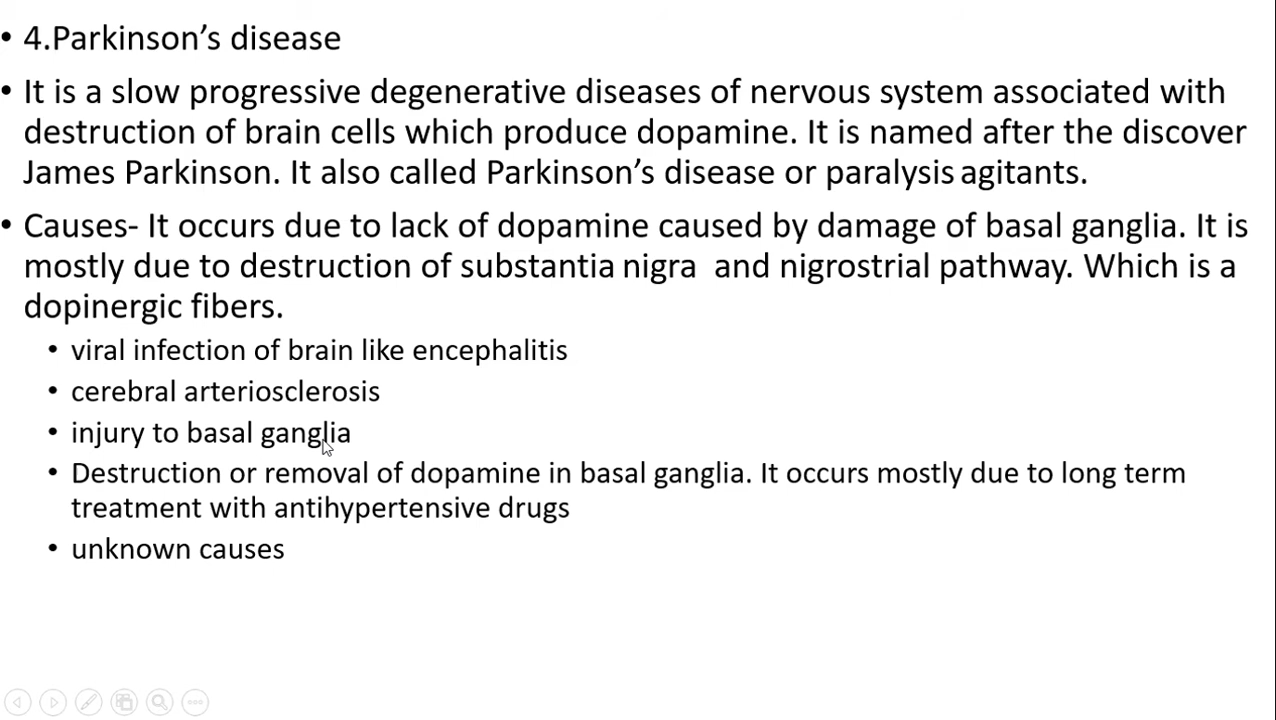 • 4.Parkinson's disease
• It is a slow progressive degenerative diseases of nervous system associated with
destruction of brain cells which produce dopamine. It is named after the discover
James Parkinson. It also called Parkinson's disease or paralysis agitants.
• Causes- It occurs due to lack of dopamine caused by damage of basal ganglia. It is
mostly due to destruction of substantia nigra  and nigrostrial pathway. Which is a
dopinergic fibers.
• viral infection of brain like encephalitis
• cerebral arteriosclerosis
• injury to basal ganglia
• Destruction or removal of dopamine in basal ganglia. It occurs mostly due to long term
treatment with antihypertensive drugs
• unknown causes